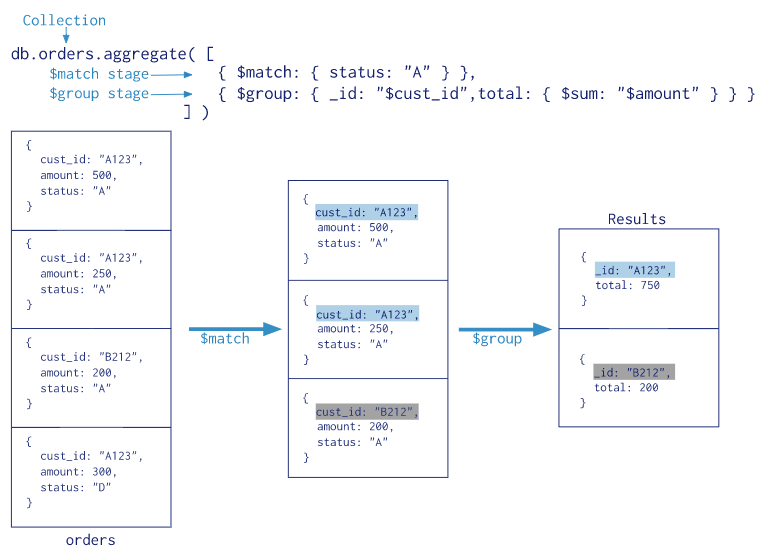 Collection
db.orders.aggregate( [
$match stage
{ $match: { status: "A" } },
$group stage
{ $group: { _id: "$cust_id",total: { $sum: "$amount" } } }
] )
{
cust_id: "A123",
amount: 500,
status: "A"
}
{
cust_id: "A123",
amount: 250,
status: "A"
}
{
cust_id: "B212",
amount: 200,
status: "A"
}
{
cust_id: "A123",
amount: 300,
status: "D"
}
orders
$match
{
cust_id: "A123",
amount: 500,
status: "A"
}
{
cust_id: "A123",
amount: 250,
status: "A"
}
{
cust_id: "B212",
amount: 200,
status: "A"
}
$group
Results
{
_id: "A123",
total: 750
}
{
_id: "B212",
total: 200
}